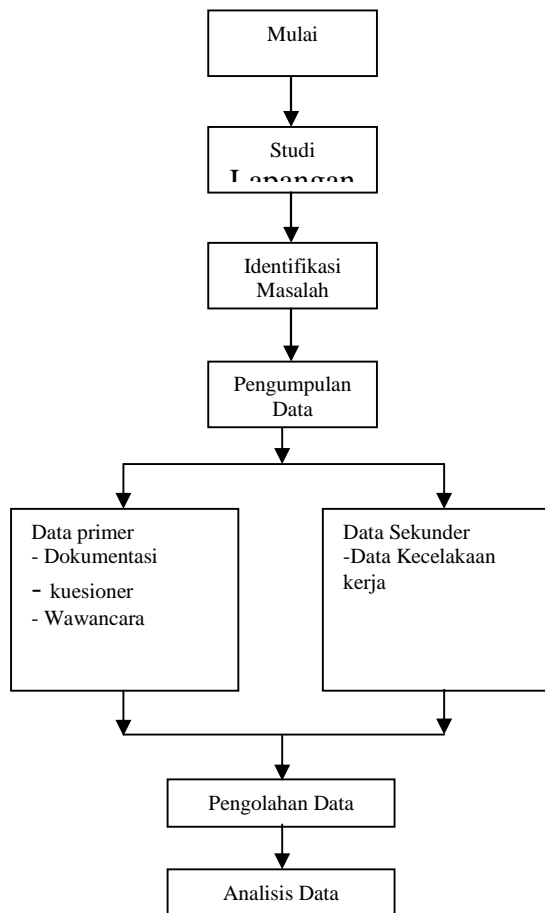 Mulai
Studi
Lapangan
Identifikasi
Masalah
Pengumpulan
Data
Data primer
- Dokumentasi
- kuesioner
- Wawancara
Data Sekunder
-Data Kecelakaan
kerja
Pengolahan Data
Analisis Data